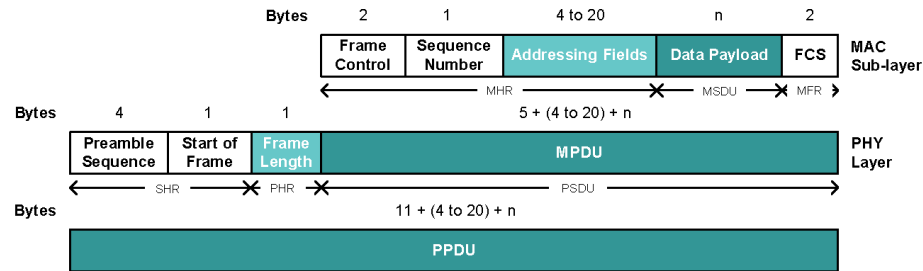 Bytes 2 1 4 to 20 n 2
Frame Control Sequence Number Addressing Fields Data Payload FCS MAC Sub-layer
MHR MSDU MFR
Bytes 4 1 1 5 + (4 to 20) + n
Preamble Sequence Start of Frame Frame Length MPDU PHY Layer
SHR PHR PSDU
Bytes 11 + (4 to 20) + n
PPDU